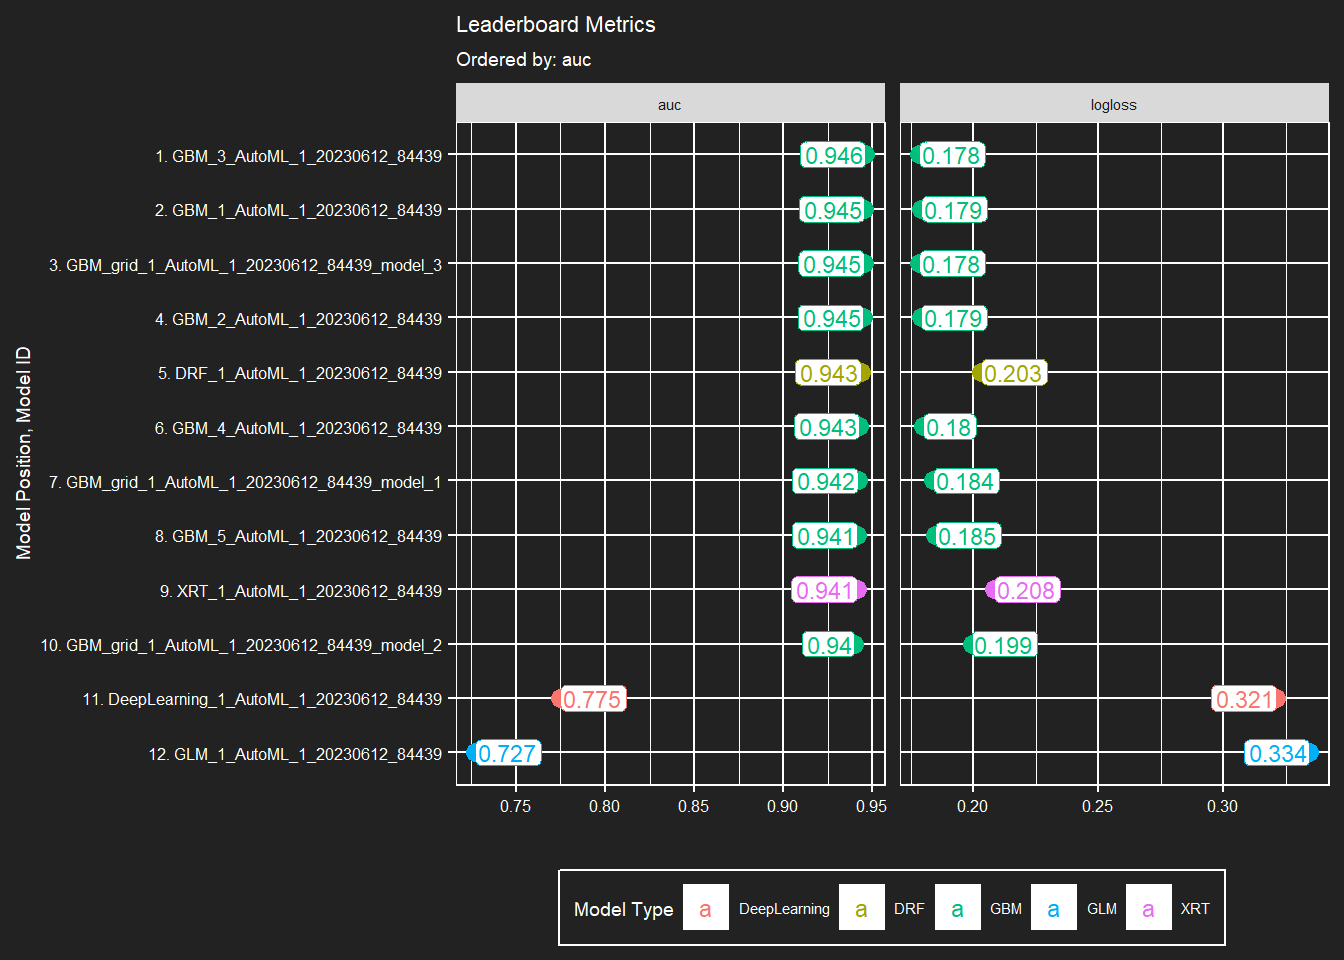 Leaderboard Metrics
Ordered by: auc
auc logloss
1. GBM_3_AutoML_1_20230612_84439 0.946 0.178
2. GBM_1_AutoML_1_20230612_84439 0.945 0.179
3. GBM_grid_1_AutoML_1_20230612_84439_model_3 0.945 0.178
4. GBM_2_AutoML_1_20230612_84439 0.945 0.179
5. DRF_1_AutoML_1_20230612_84439 0.943 0.203
6. GBM_4_AutoML_1_20230612_84439 0.943 0.18
7. GBM_grid_1_AutoML_1_20230612_84439_model_1 0.942 0.184
8. GBM_5_AutoML_1_20230612_84439 0.941 0.185
9. XRT_1_AutoML_1_20230612_84439 0.941 0.208
10. GBM_grid_1_AutoML_1_20230612_84439_model_2 0.94 0.199
11. DeepLearning_1_AutoML_1_20230612_84439 0.775 0.321
12. GLM_1_AutoML_1_20230612_84439 0.727 0.334
Model Position, Model ID
0.75 0.80 0.85 0.90 0.95 0.20 0.25 0.30
Model Type a DeepLearning a DRF a GBM a GLM a XRT